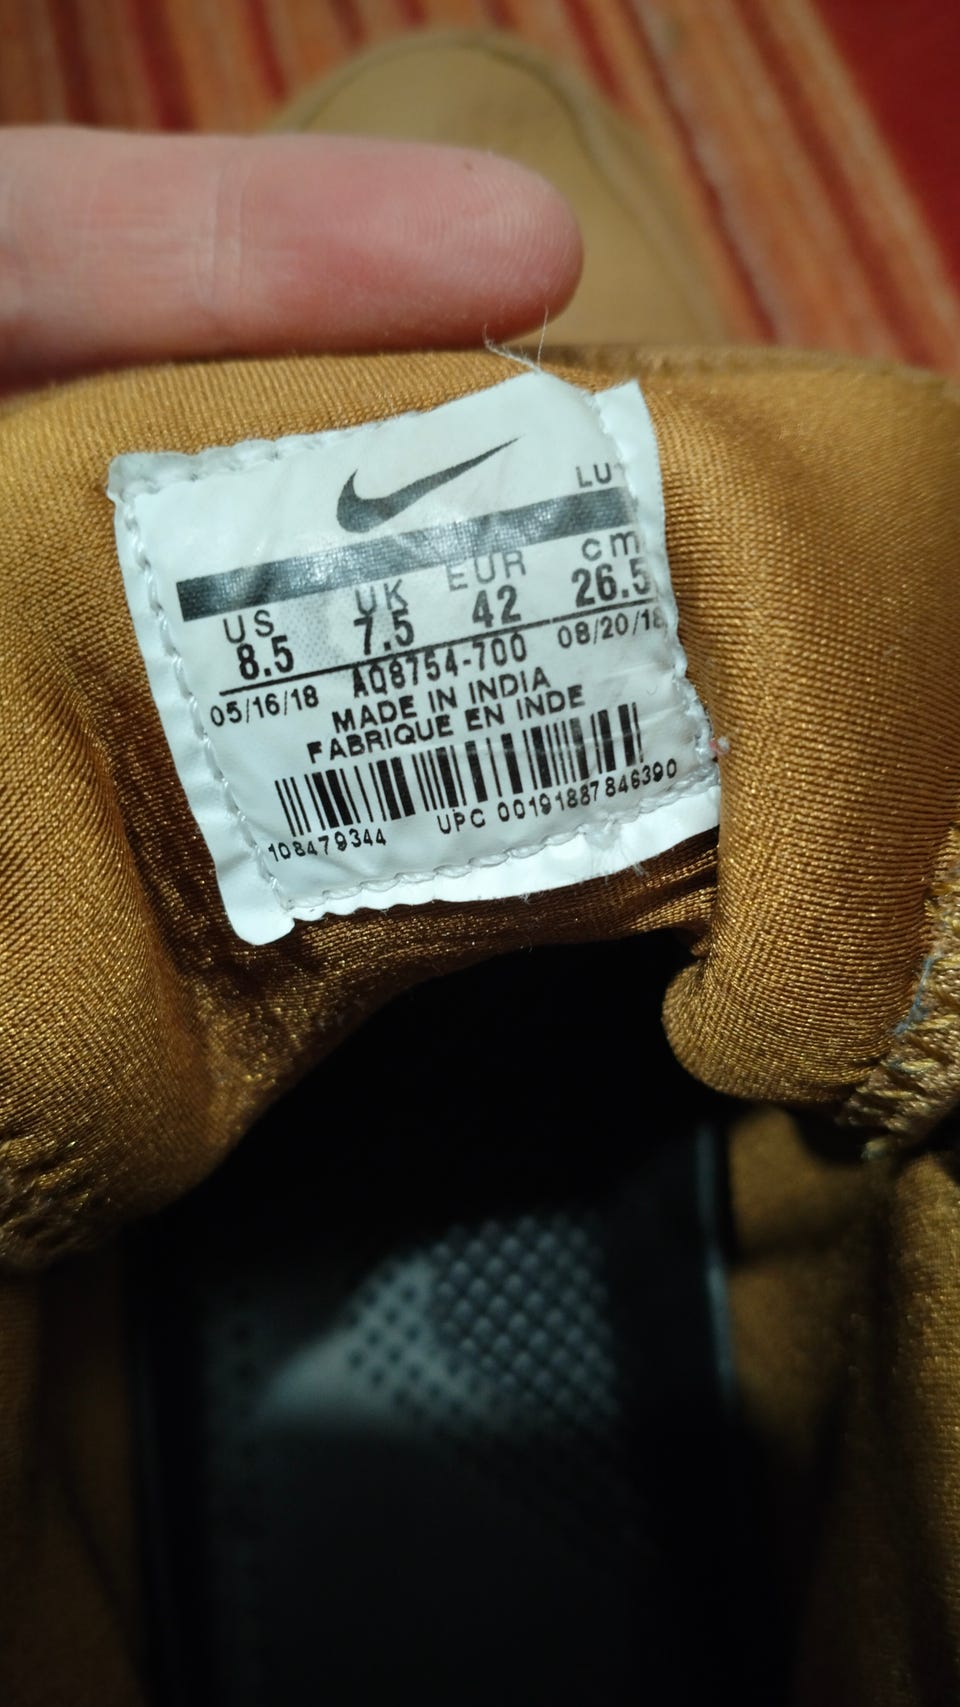 LU
US UK EUR cm
8.5 7.5 42 26.5
05/16/18 AQ8754-700 08/20/18
MADE IN INDIA
FABRIQUE EN INDE
108479344 UPC 00191887846390